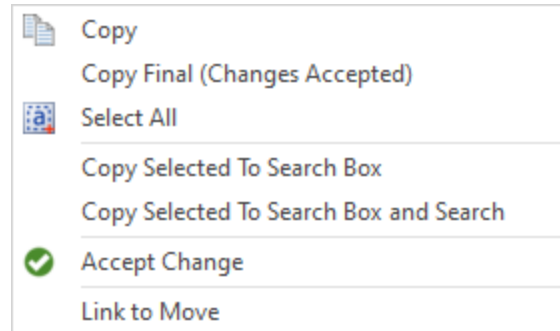 Copy
Copy Final (Changes Accepted)
Select All
Copy Selected To Search Box
Copy Selected To Search Box and Search
Accept Change
Link to Move